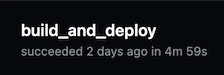 build_and_deploy
succeeded 2 days ago in 4m 59s